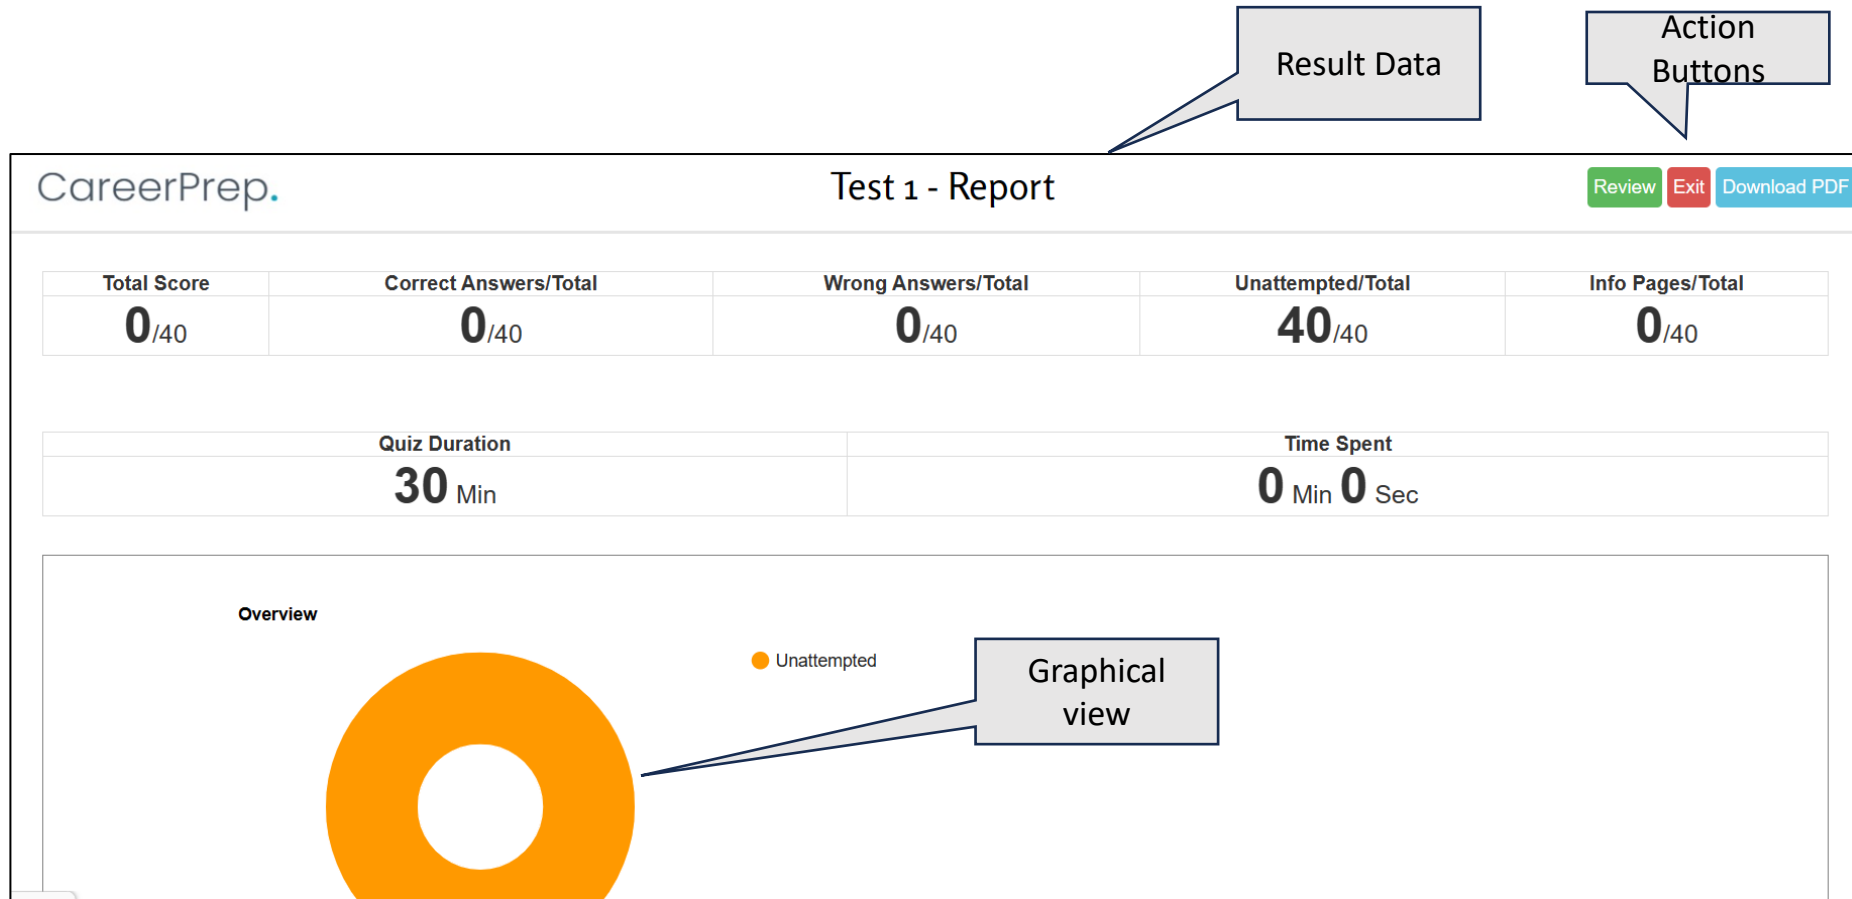 Result Data
Action
Buttons
CareerPrep.
Test 1 - Report
Review Exit Download PDF
Total Score Correct Answers/Total Wrong Answers/Total Unattempted/Total Info Pages/Total
0/40 0/40 0/40 40/40 0/40
Quiz Duration Time Spent
30 Min 0 Min 0 Sec
Overview
Unattempted
Graphical
view